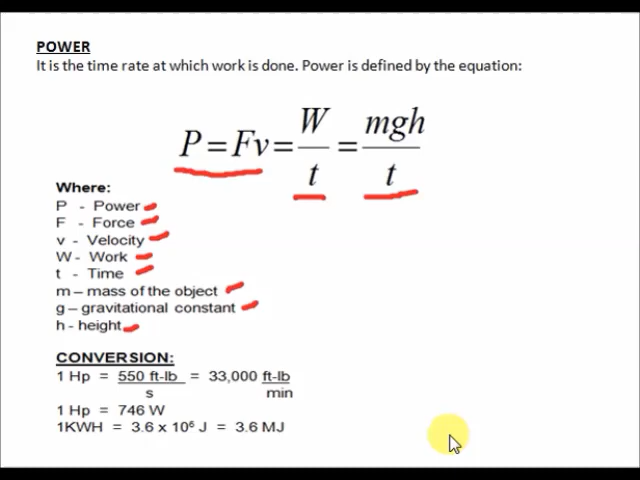 POWER
It is the time rate at which work is done. Power is defined by the equation:
P = Fv = W/t = mgh/t
Where:
P - Power
F - Force
v - Velocity
W - Work
t - Time
m – mass of the object
g – gravitational constant
h - height
CONVERSION:
1 Hp = 550 ft-lb/s = 33,000 ft-lb/min
1 Hp = 746 W
1KWH = 3.6 x 10⁶ J = 3.6 MJ